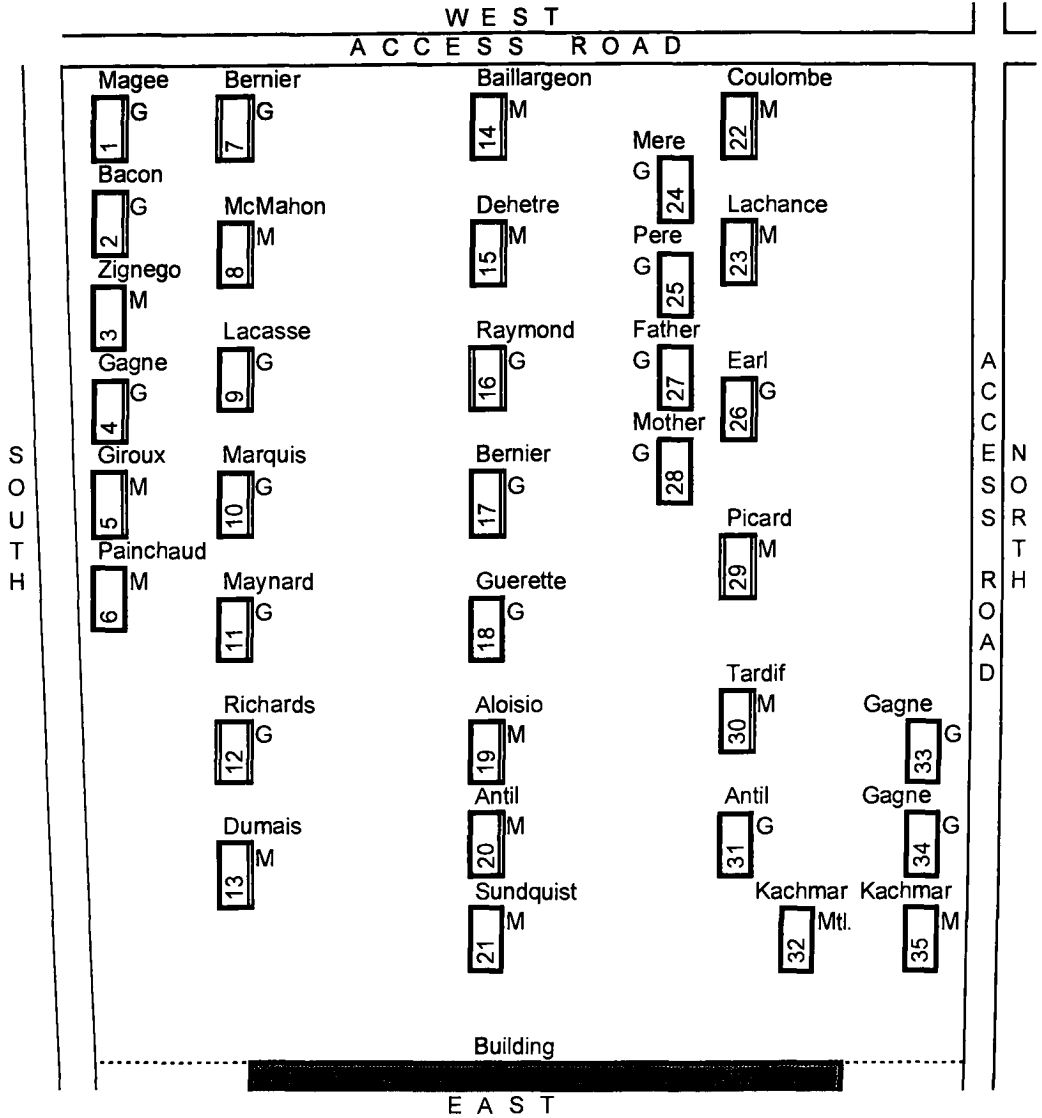 WEST
ACCESS ROAD
Magee
G
1
Bacon
G
2
Zignego
M
3
Gagne
G
4
Giroux
M
5
Painchaud
M
6
Bernier
G
7
McMahon
M
8
Lacasse
G
9
Marquis
G
10
Maynard
G
11
Richards
G
12
Dumais
M
13
Baillargeon
M
14
Dehetre
M
15
Raymond
G
16
Bernier
G
17
Guerette
G
18
Aloisio
M
19
Antil
M
20
Sundquist
M
21
Coulombe
M
22
Lachance
M
23
Mere
G
24
Pere
G
25
Earl
G
26
Father
G
27
Mother
G
28
Picard
M
29
Tardif
M
30
Antil
G
31
Kachmar
Mtl.
32
Gagne
G
33
Gagne
G
34
Kachmar
M
35
SOUTH
ACCESS ROAD
NORTH
Building
EAST